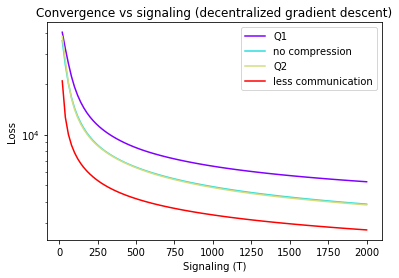 Convergence vs signaling (decentralized gradient descent)
Q1
no compression
Q2
less communication
Loss
10⁴
0 250 500 750 1000 1250 1500 1750 2000
Signaling (T)